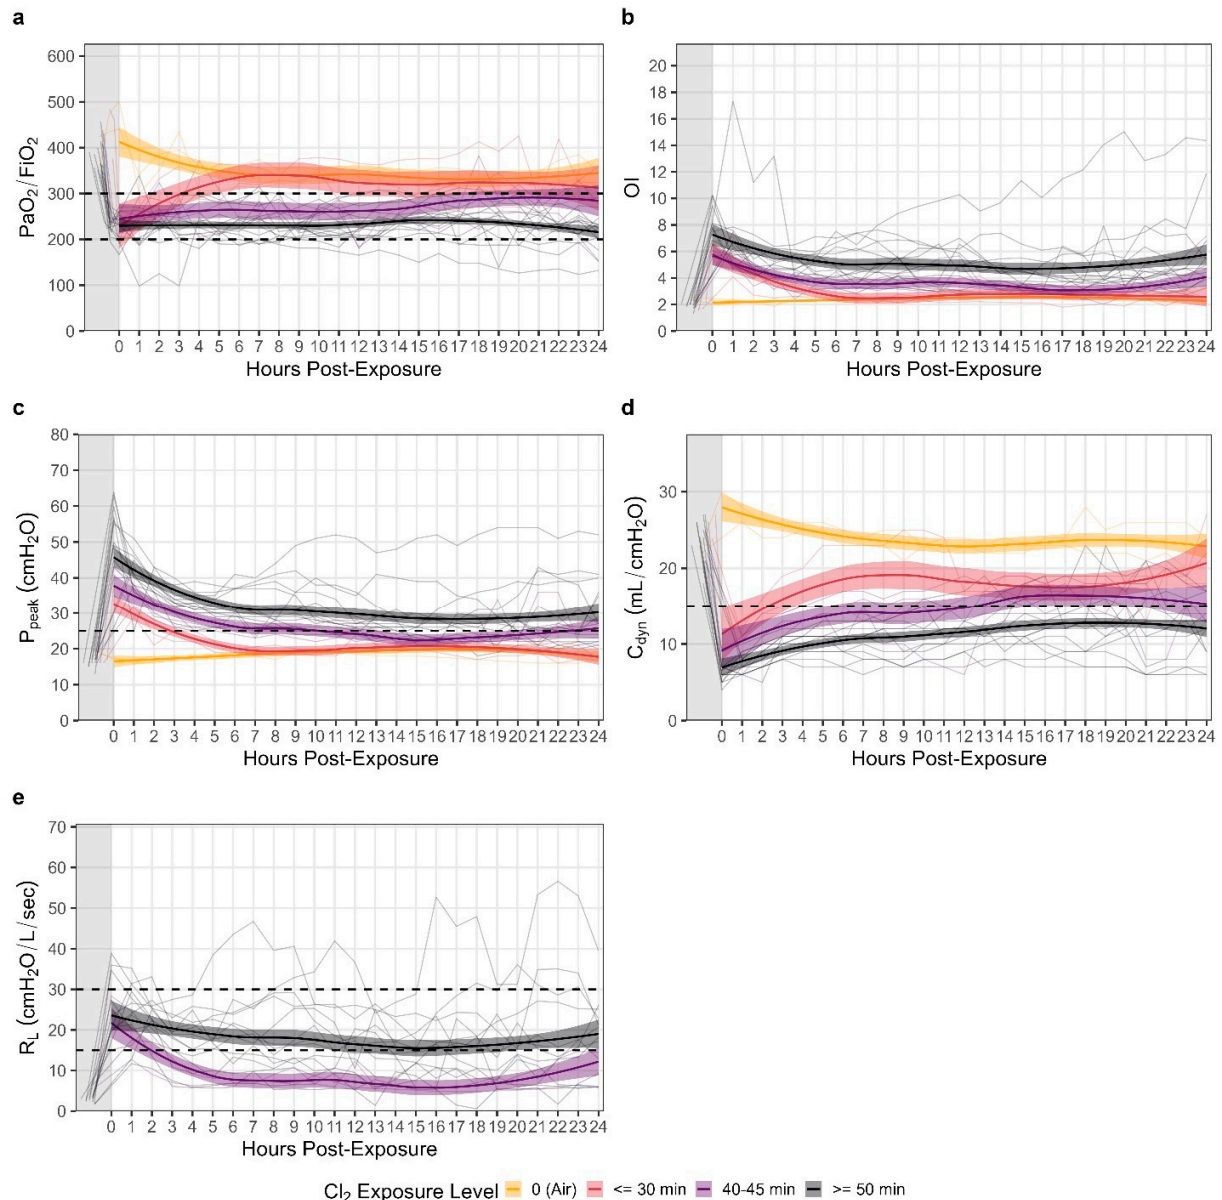 a
PaO2/FiO2
600
500
400
300
200
100
0
0 1 2 3 4 5 6 7 8 9 10 11 12 13 14 15 16 17 18 19 20 21 22 23 24
Hours Post-Exposure
b
OI
20
18
16
14
12
10
8
6
4
2
0
0 1 2 3 4 5 6 7 8 9 10 11 12 13 14 15 16 17 18 19 20 21 22 23 24
Hours Post-Exposure
c
Ppeak (cmH2O)
80
70
60
50
40
30
20
10
0
0 1 2 3 4 5 6 7 8 9 10 11 12 13 14 15 16 17 18 19 20 21 22 23 24
Hours Post-Exposure
d
Cdyn (mL/cmH2O)
30
20
10
0
0 1 2 3 4 5 6 7 8 9 10 11 12 13 14 15 16 17 18 19 20 21 22 23 24
Hours Post-Exposure
e
RL (cmH2O/L/sec)
70
60
50
40
30
20
10
0
0 1 2 3 4 5 6 7 8 9 10 11 12 13 14 15 16 17 18 19 20 21 22 23 24
Hours Post-Exposure
Cl2 Exposure Level 0 (Air) <= 30 min 40-45 min >= 50 min